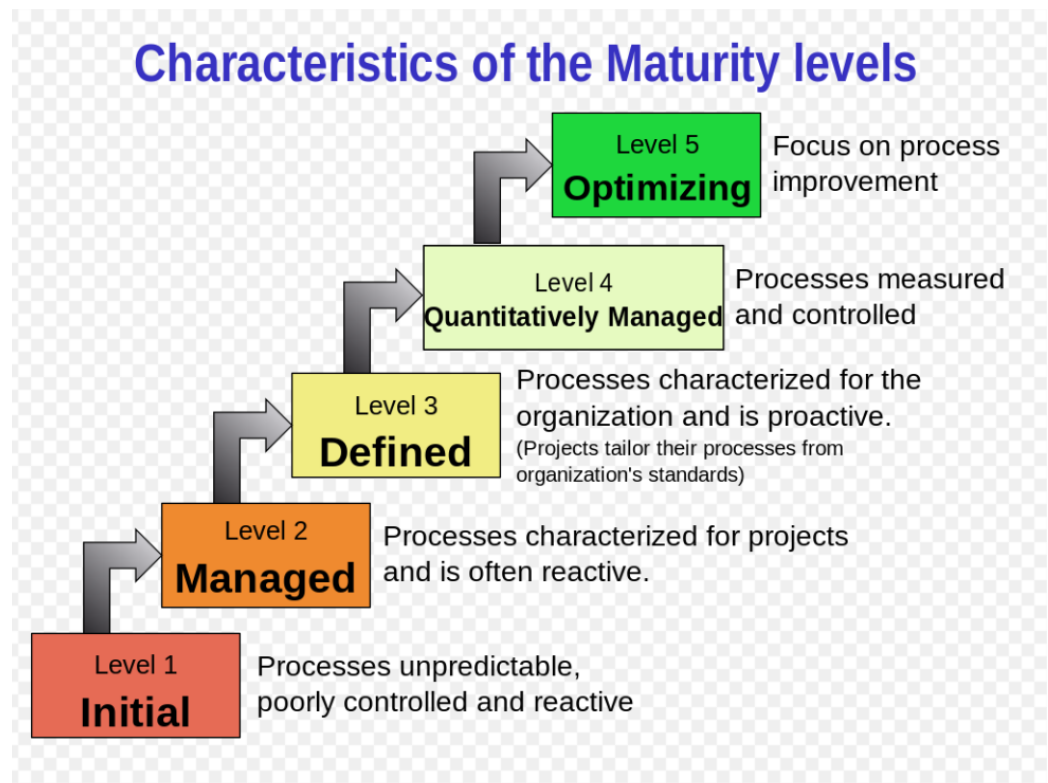 Characteristics of the Maturity levels
Level 5
Optimizing
Focus on process
improvement
Level 4
Quantitatively Managed
Processes measured
and controlled
Level 3
Defined
Processes characterized for the
organization and is proactive.
(Projects tailor their processes from
organization's standards)
Level 2
Managed
Processes characterized for projects
and is often reactive.
Level 1
Initial
Processes unpredictable,
poorly controlled and reactive